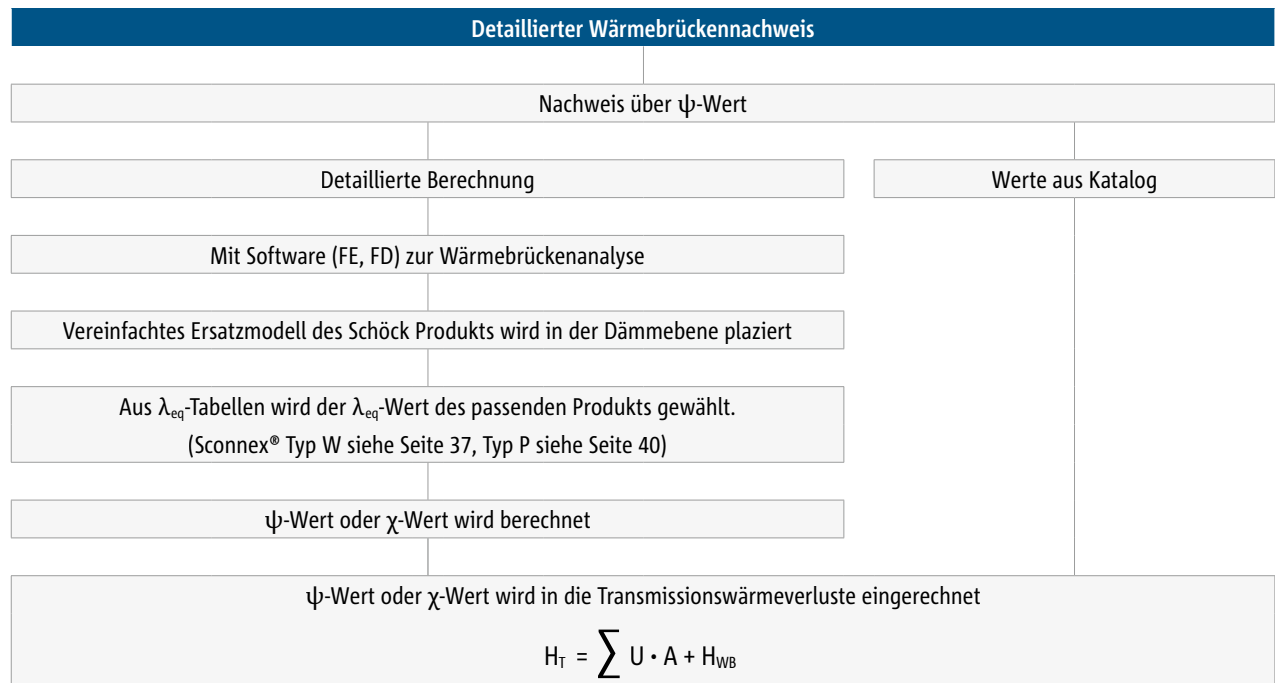 Detaillierter Wärmebrückennachweis
Nachweis über ψ-Wert
Detaillierte Berechnung
Werte aus Katalog
Mit Software (FE, FD) zur Wärmebrückenanalyse
Vereinfachtes Ersatzmodell des Schöck Produkts wird in der Dämmebene plaziert
Aus λeq-Tabellen wird der λeq-Wert des passenden Produkts gewählt.
(Sconnex® Typ W siehe Seite 37, Typ P siehe Seite 40)
ψ-Wert oder χ-Wert wird berechnet
ψ-Wert oder χ-Wert wird in die Transmissionswärmeverluste eingerechnet
HT = ∑ U · A + HWB